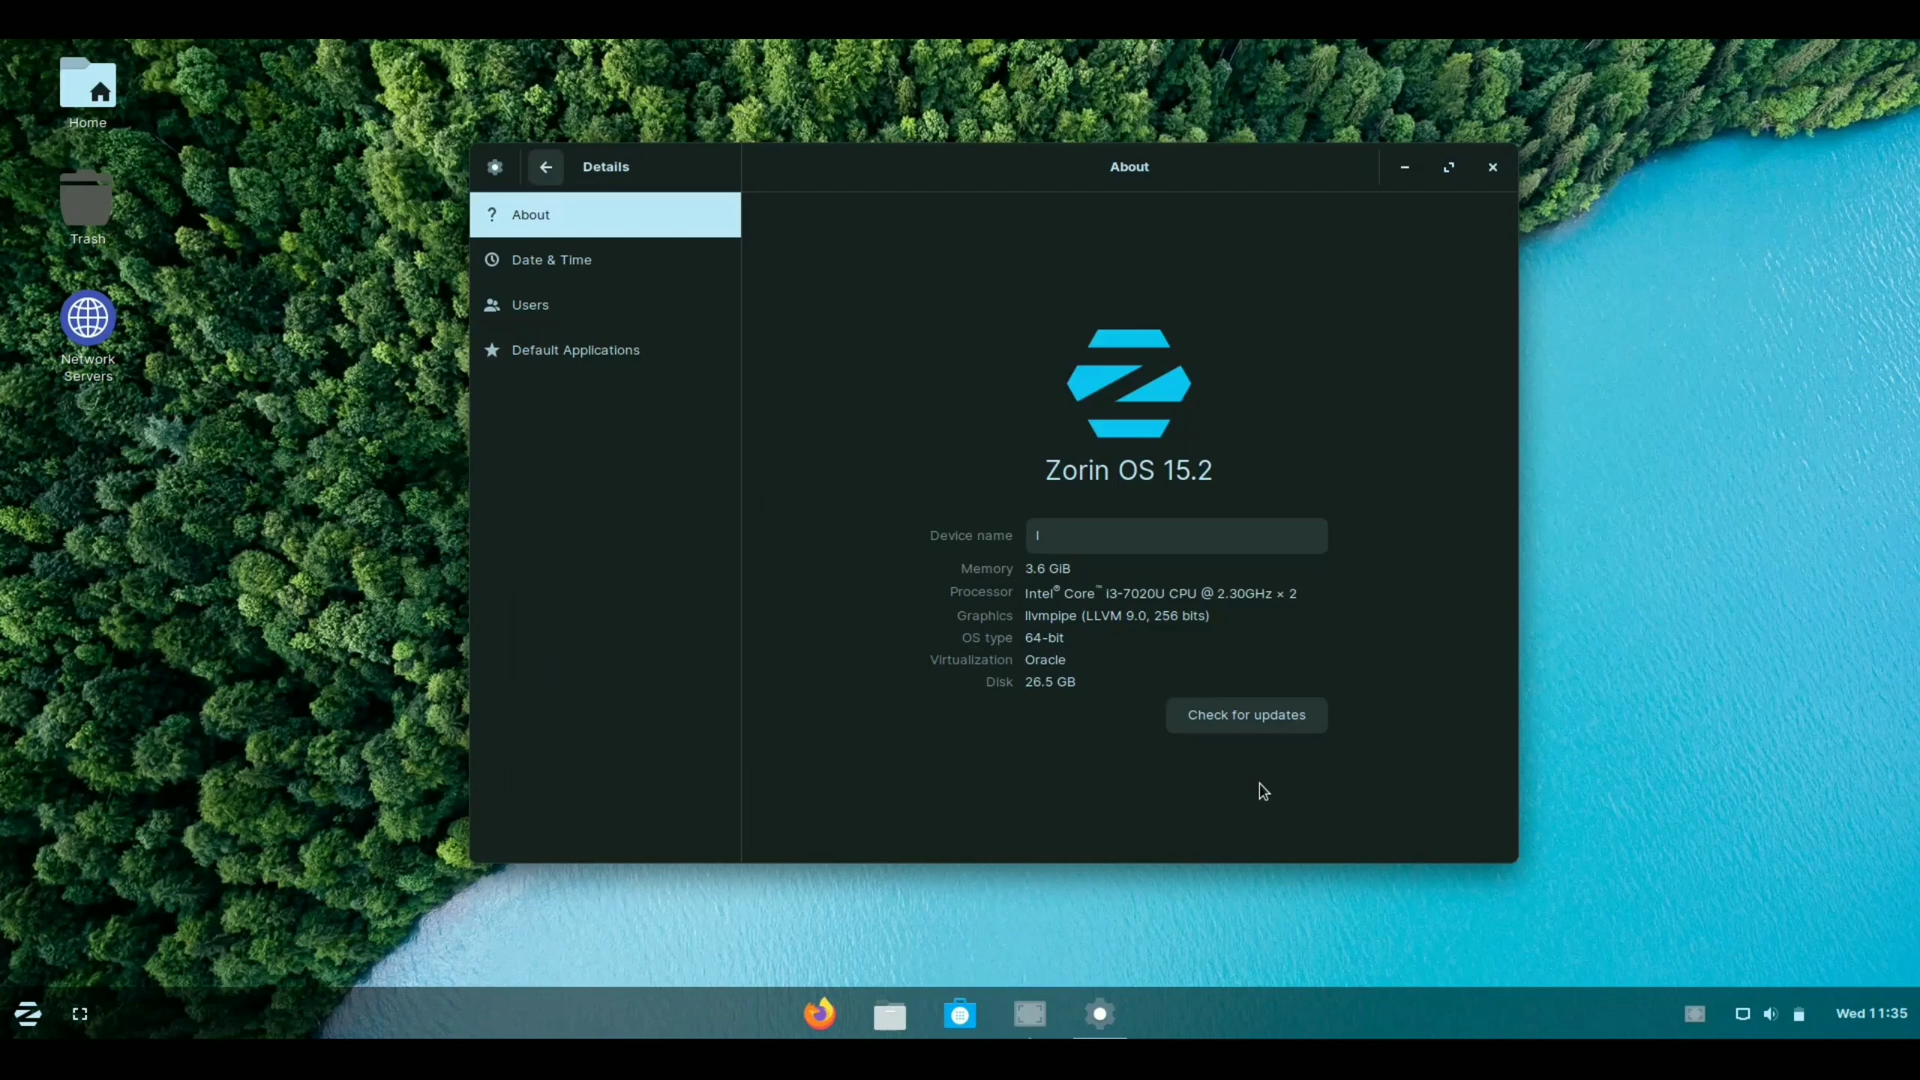 Home
Trash
Network
Servers
Details
About
About
Date & Time
Users
Default Applications
Zorin OS 15.2
Device name l
Memory 3.6 GiB
Processor Intel® Core™ i3-7020U CPU @ 2.30GHz × 2
Graphics llvmpipe (LLVM 9.0, 256 bits)
OS type 64-bit
Virtualization Oracle
Disk 26.5 GB
Check for updates
Wed 11:35